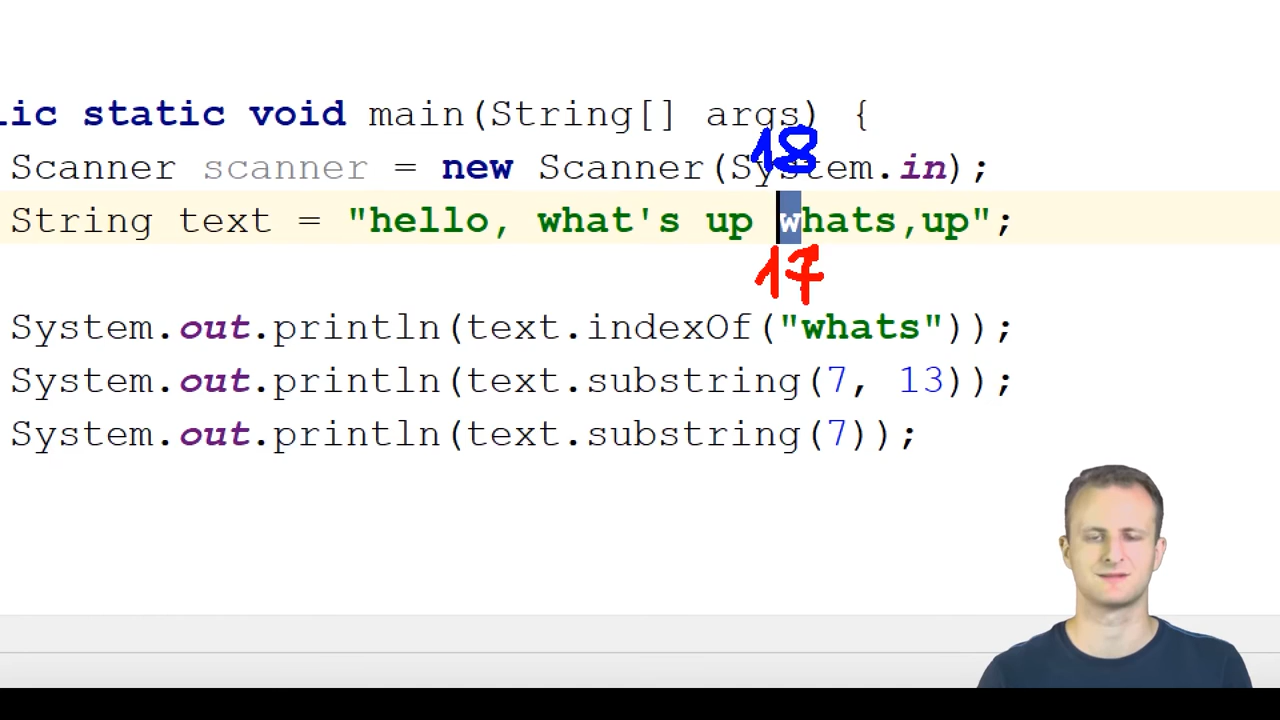 lic static void main(String[] args) {
18
Scanner scanner = new Scanner(System.in);
String text = "hello, what's up whats,up";
17
System.out.println(text.indexOf("whats"));
System.out.println(text.substring(7, 13));
System.out.println(text.substring(7));